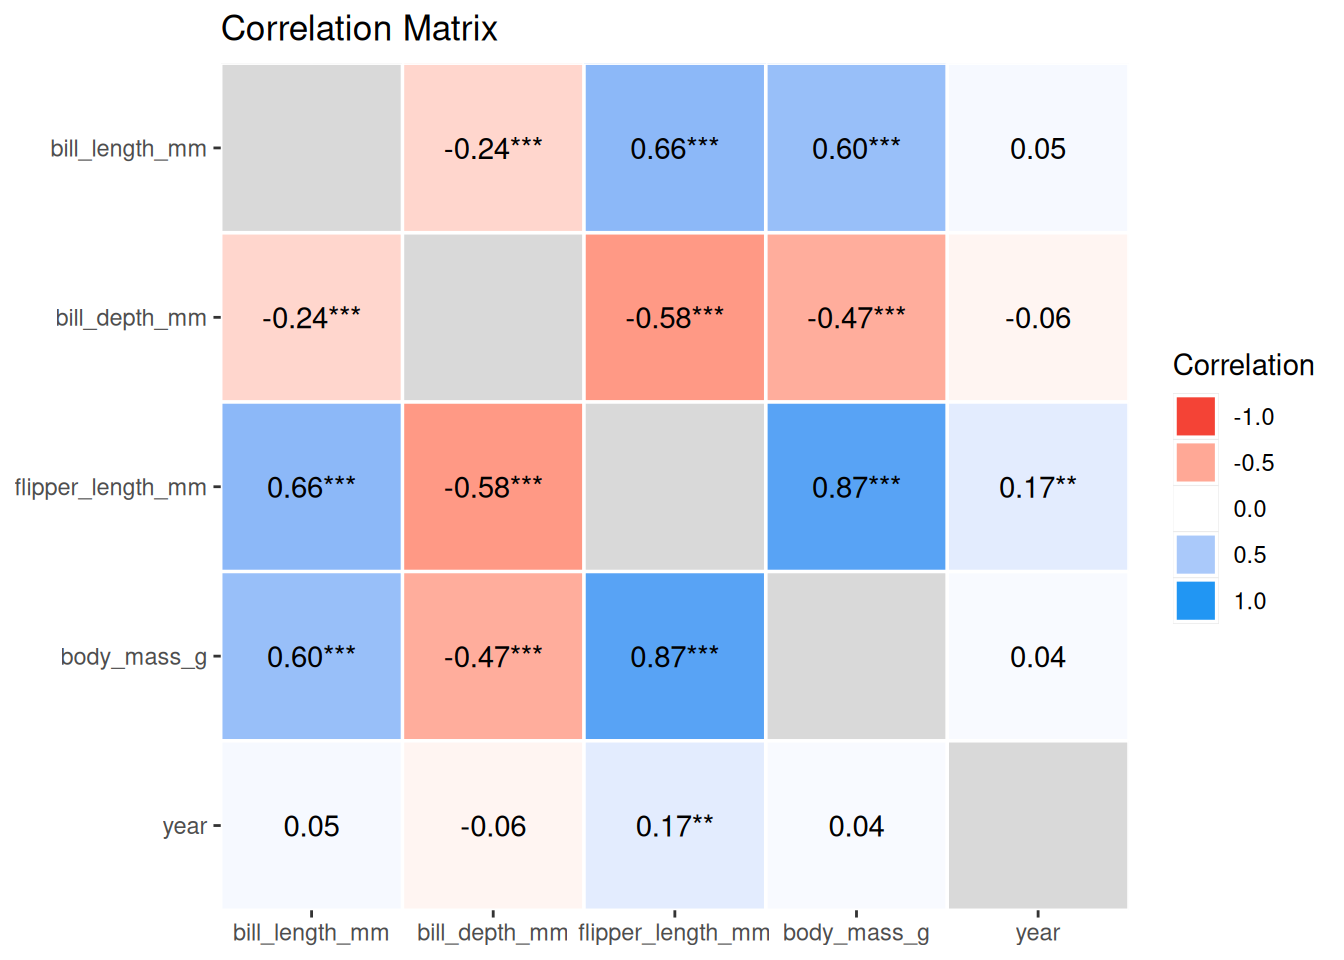 Correlation Matrix
bill_length_mm -0.24*** 0.66*** 0.60*** 0.05
bill_depth_mm -0.24*** -0.58*** -0.47*** -0.06
flipper_length_mm 0.66*** -0.58*** 0.87*** 0.17**
body_mass_g 0.60*** -0.47*** 0.87*** 0.04
year 0.05 -0.06 0.17** 0.04
bill_length_mm bill_depth_mm flipper_length_mm body_mass_g year
Correlation
-1.0
-0.5
0.0
0.5
1.0